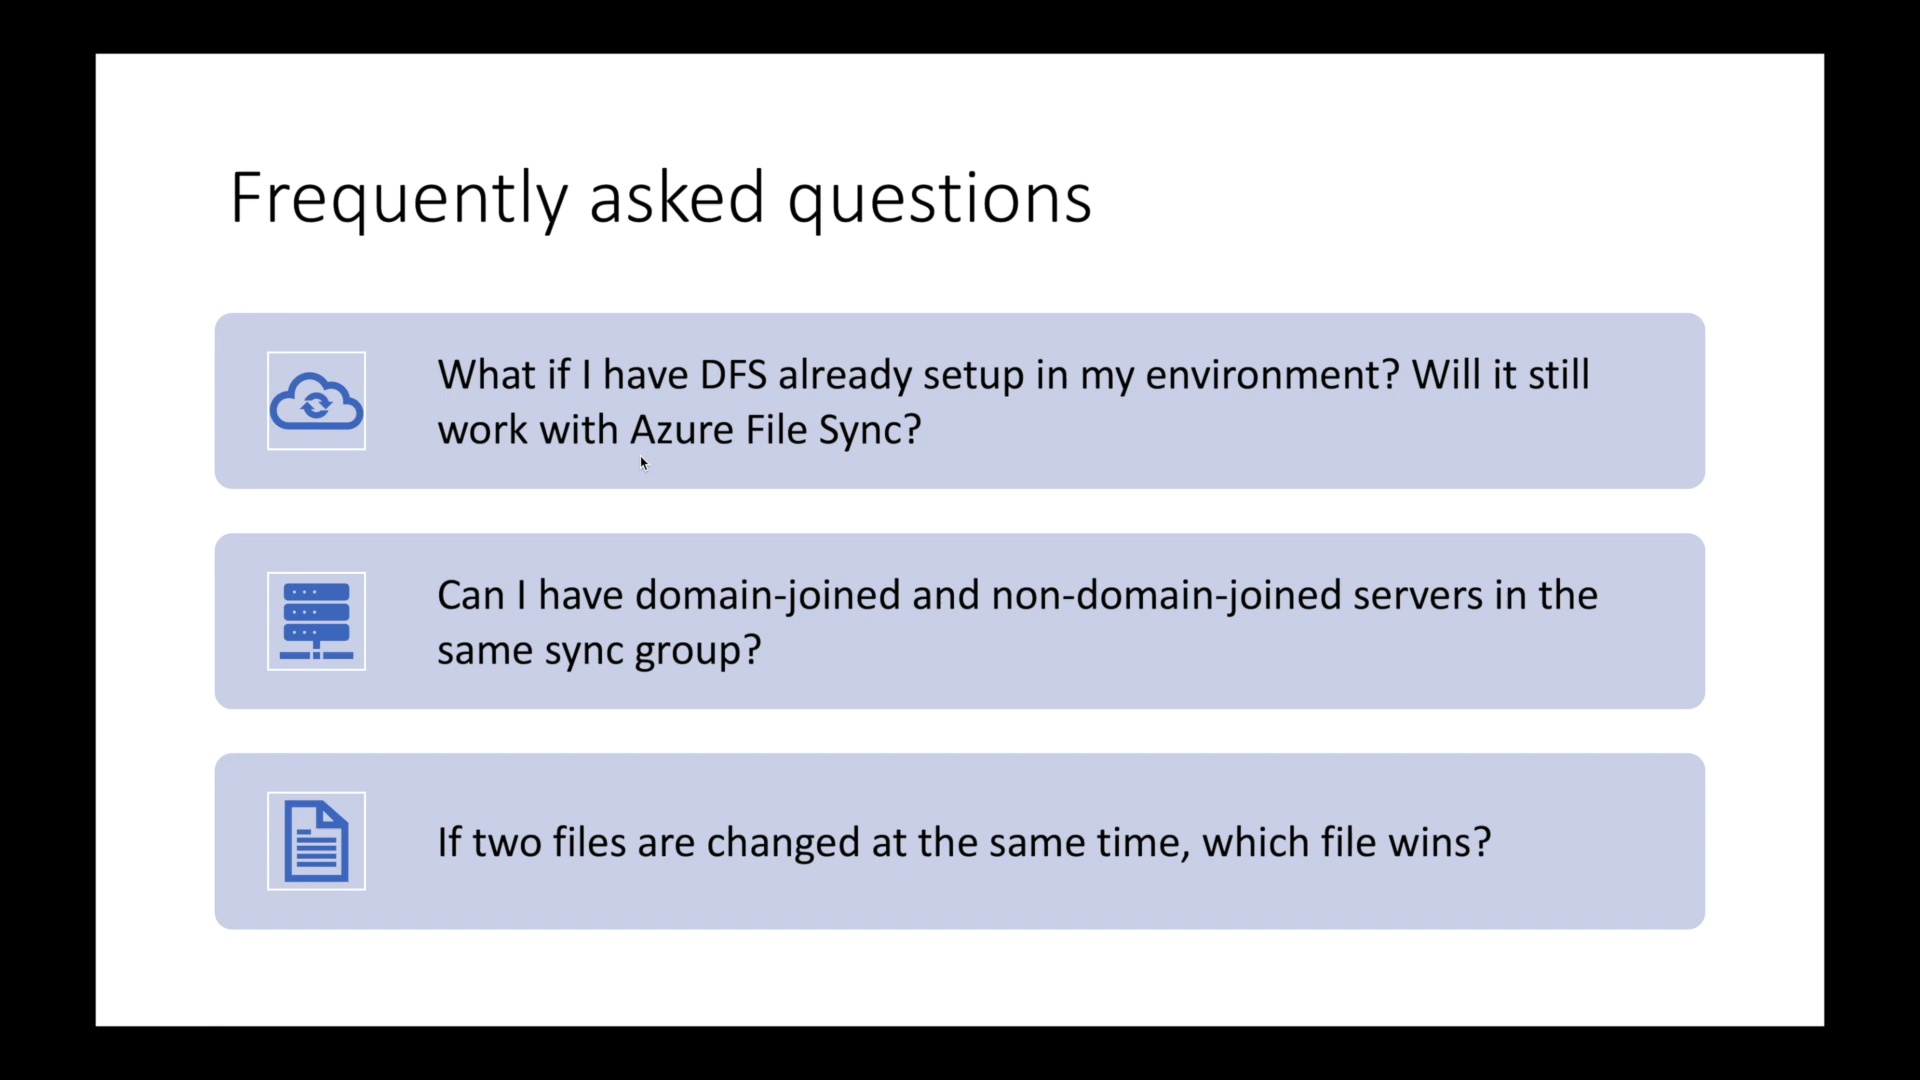 Frequently asked questions
What if I have DFS already setup in my environment? Will it still
work with Azure File Sync?
Can I have domain-joined and non-domain-joined servers in the
same sync group?
If two files are changed at the same time, which file wins?